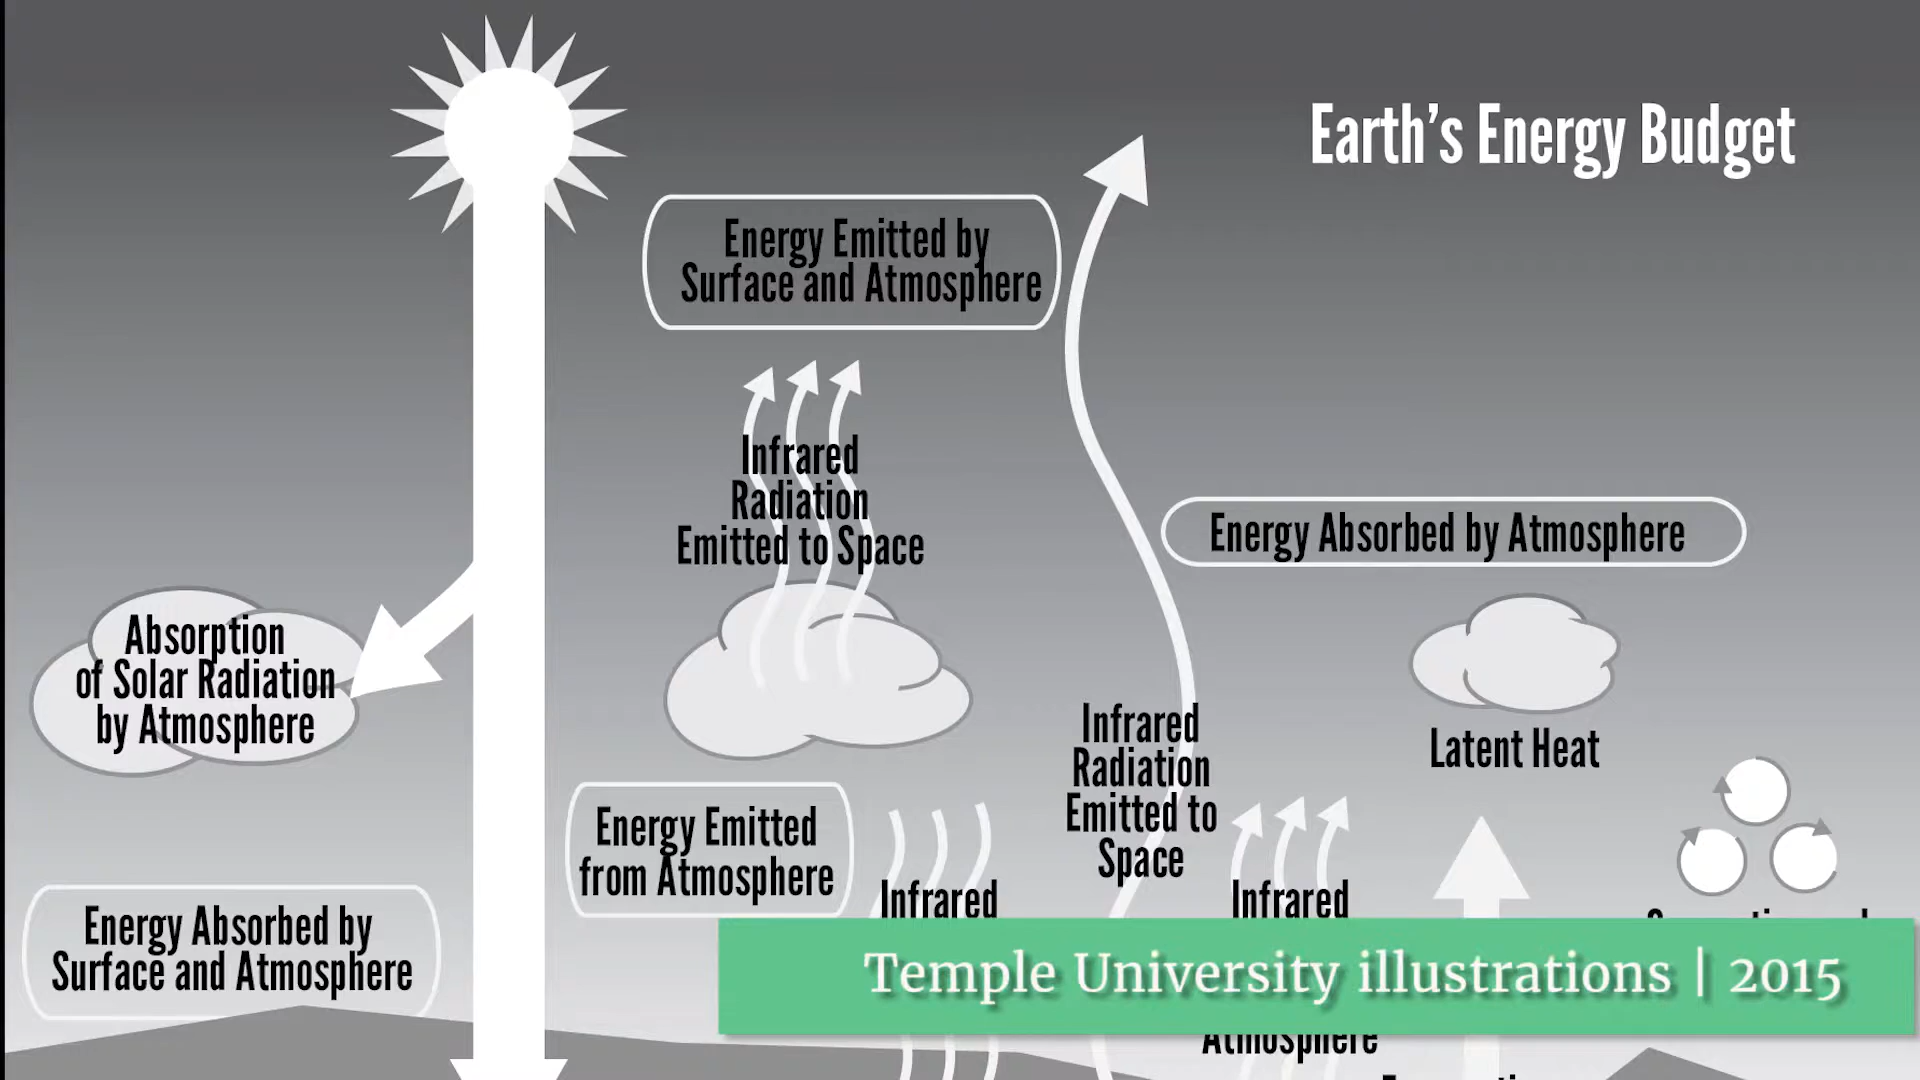 Earth's Energy Budget
Energy Emitted by
Surface and Atmosphere
Infrared
Radiation
Emitted to Space
Energy Absorbed by Atmosphere
Absorption
of Solar Radiation
by Atmosphere
Infrared
Radiation
Emitted to
Space
Latent Heat
Energy Emitted
from Atmosphere
Infrared
Infrared
Energy Absorbed by
Surface and Atmosphere
Temple University illustrations | 2015
Atmosphere